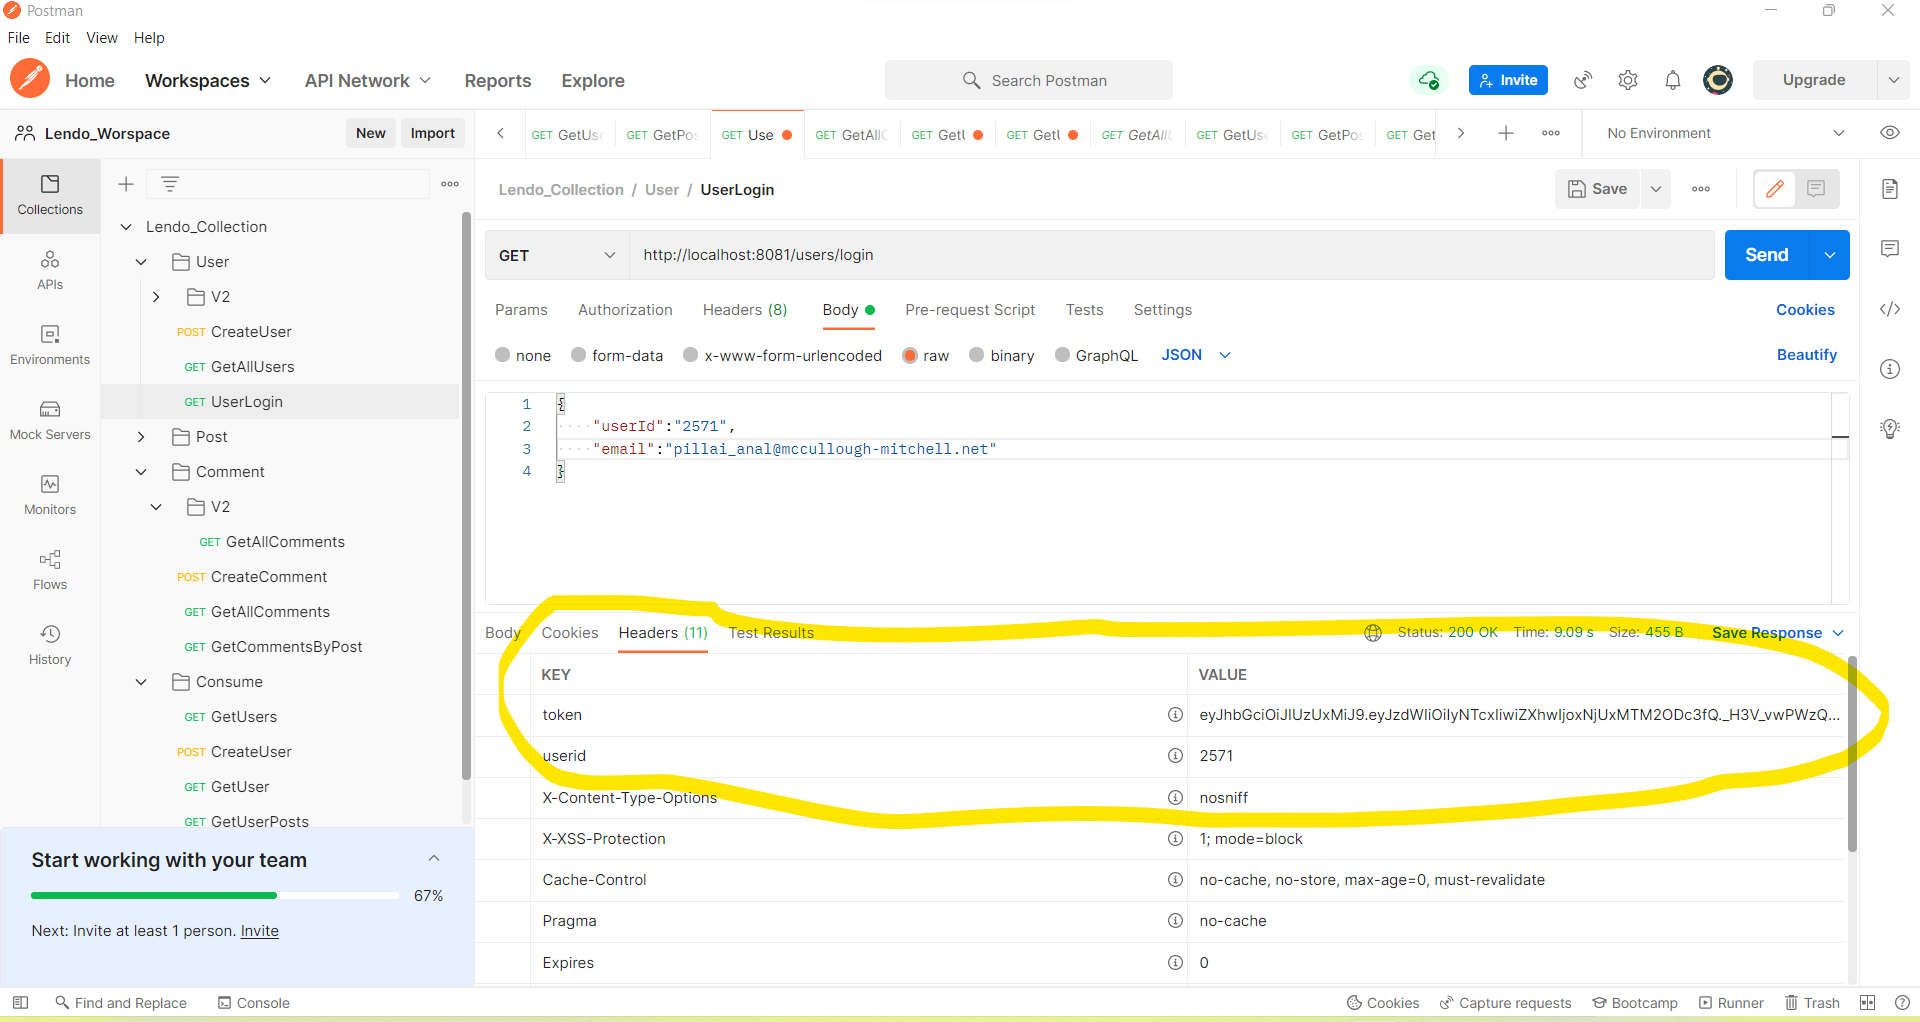 Postman
File Edit View Help
Home Workspaces API Network Reports Explore Search Postman Invite Upgrade
Lendo_Worspace New Import
GET GetUs GET GetPo GET Use GET GetAll GET Get GET Get GET GetAll GET GetUs GET GetPo GET Get No Environment
Collections
APIs
Environments
Mock Servers
Monitors
Flows
History
Lendo_Collection
User
V2
POST CreateUser
GET GetAllUsers
GET UserLogin
Post
Comment
V2
GET GetAllComments
POST CreateComment
GET GetAllComments
GET GetCommentsByPost
Consume
GET GetUsers
POST CreateUser
GET GetUser
GET GetUserPosts
Start working with your team
67%
Next: Invite at least 1 person. Invite
Lendo_Collection / User / UserLogin Save
GET http://localhost:8081/users/login Send
Params Authorization Headers (8) Body Pre-request Script Tests Settings Cookies
none form-data x-www-form-urlencoded raw binary GraphQL JSON Beautify
1 {
2 "userId":"2571",
3 "email":"pillai_anal@mccullough-mitchell.net"
4 }
Body Cookies Headers (11) Test Results Status: 200 OK Time: 9.09 s Size: 455 B Save Response
KEY VALUE
token eyJhbGciOiJIUzUxMiJ9.eyJzdWIiOiIyNTcxIiwiZXhwIjoxNjUxMTM2ODc3fQ._H3V_vwPWzQ...
userid 2571
X-Content-Type-Options nosniff
X-XSS-Protection 1; mode=block
Cache-Control no-cache, no-store, max-age=0, must-revalidate
Pragma no-cache
Expires 0
Find and Replace Console Cookies Capture requests Bootcamp Runner Trash